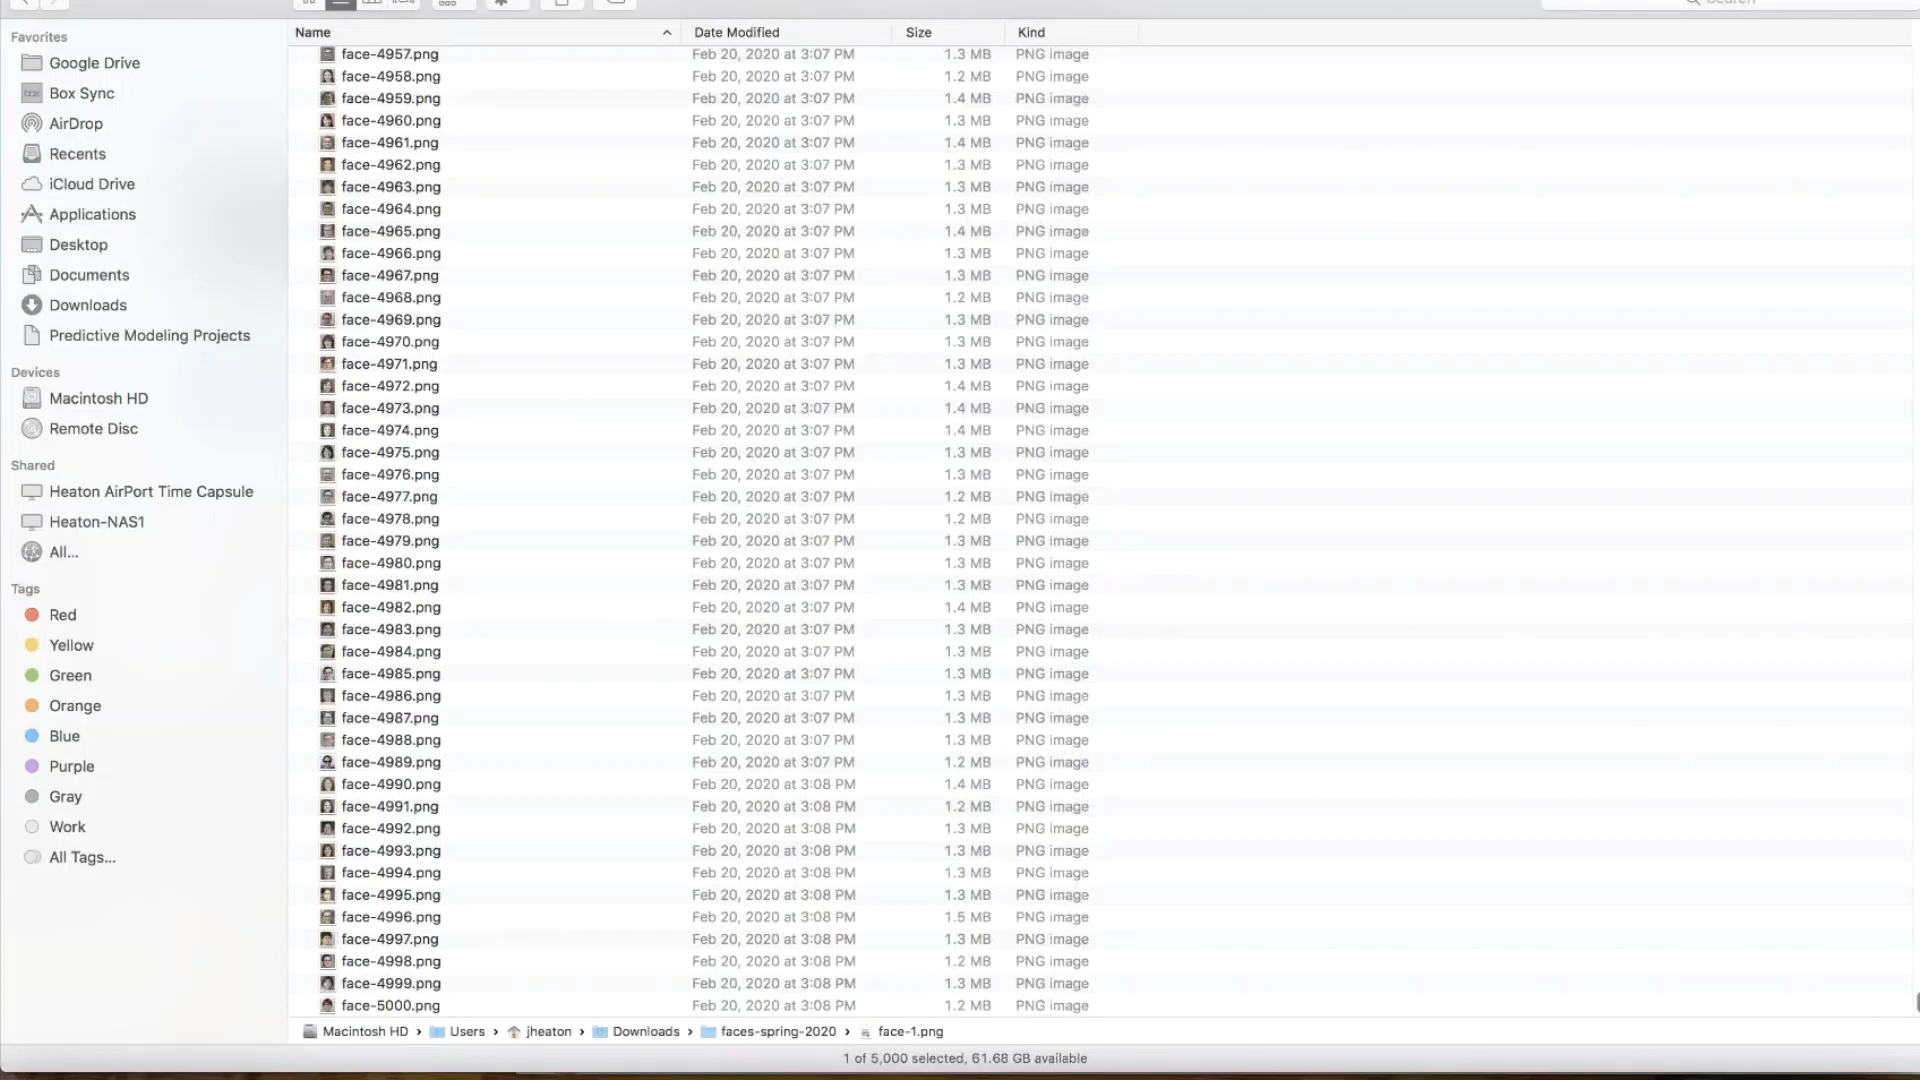 Search
Favorites
Google Drive
Box Sync
AirDrop
Recents
iCloud Drive
Applications
Desktop
Documents
Downloads
Predictive Modeling Projects
Devices
Macintosh HD
Remote Disc
Shared
Heaton AirPort Time Capsule
Heaton-NAS1
All...
Tags
Red
Yellow
Green
Orange
Blue
Purple
Gray
Work
All Tags...
Name Date Modified Size Kind
face-4957.png Feb 20, 2020 at 3:07 PM 1.3 MB PNG image
face-4958.png Feb 20, 2020 at 3:07 PM 1.2 MB PNG image
face-4959.png Feb 20, 2020 at 3:07 PM 1.4 MB PNG image
face-4960.png Feb 20, 2020 at 3:07 PM 1.3 MB PNG image
face-4961.png Feb 20, 2020 at 3:07 PM 1.4 MB PNG image
face-4962.png Feb 20, 2020 at 3:07 PM 1.3 MB PNG image
face-4963.png Feb 20, 2020 at 3:07 PM 1.3 MB PNG image
face-4964.png Feb 20, 2020 at 3:07 PM 1.3 MB PNG image
face-4965.png Feb 20, 2020 at 3:07 PM 1.4 MB PNG image
face-4966.png Feb 20, 2020 at 3:07 PM 1.3 MB PNG image
face-4967.png Feb 20, 2020 at 3:07 PM 1.3 MB PNG image
face-4968.png Feb 20, 2020 at 3:07 PM 1.2 MB PNG image
face-4969.png Feb 20, 2020 at 3:07 PM 1.3 MB PNG image
face-4970.png Feb 20, 2020 at 3:07 PM 1.3 MB PNG image
face-4971.png Feb 20, 2020 at 3:07 PM 1.3 MB PNG image
face-4972.png Feb 20, 2020 at 3:07 PM 1.4 MB PNG image
face-4973.png Feb 20, 2020 at 3:07 PM 1.4 MB PNG image
face-4974.png Feb 20, 2020 at 3:07 PM 1.4 MB PNG image
face-4975.png Feb 20, 2020 at 3:07 PM 1.3 MB PNG image
face-4976.png Feb 20, 2020 at 3:07 PM 1.3 MB PNG image
face-4977.png Feb 20, 2020 at 3:07 PM 1.2 MB PNG image
face-4978.png Feb 20, 2020 at 3:07 PM 1.2 MB PNG image
face-4979.png Feb 20, 2020 at 3:07 PM 1.3 MB PNG image
face-4980.png Feb 20, 2020 at 3:07 PM 1.3 MB PNG image
face-4981.png Feb 20, 2020 at 3:07 PM 1.3 MB PNG image
face-4982.png Feb 20, 2020 at 3:07 PM 1.4 MB PNG image
face-4983.png Feb 20, 2020 at 3:07 PM 1.3 MB PNG image
face-4984.png Feb 20, 2020 at 3:07 PM 1.3 MB PNG image
face-4985.png Feb 20, 2020 at 3:07 PM 1.3 MB PNG image
face-4986.png Feb 20, 2020 at 3:07 PM 1.3 MB PNG image
face-4987.png Feb 20, 2020 at 3:07 PM 1.3 MB PNG image
face-4988.png Feb 20, 2020 at 3:07 PM 1.3 MB PNG image
face-4989.png Feb 20, 2020 at 3:07 PM 1.2 MB PNG image
face-4990.png Feb 20, 2020 at 3:08 PM 1.4 MB PNG image
face-4991.png Feb 20, 2020 at 3:08 PM 1.2 MB PNG image
face-4992.png Feb 20, 2020 at 3:08 PM 1.3 MB PNG image
face-4993.png Feb 20, 2020 at 3:08 PM 1.3 MB PNG image
face-4994.png Feb 20, 2020 at 3:08 PM 1.3 MB PNG image
face-4995.png Feb 20, 2020 at 3:08 PM 1.3 MB PNG image
face-4996.png Feb 20, 2020 at 3:08 PM 1.5 MB PNG image
face-4997.png Feb 20, 2020 at 3:08 PM 1.3 MB PNG image
face-4998.png Feb 20, 2020 at 3:08 PM 1.2 MB PNG image
face-4999.png Feb 20, 2020 at 3:08 PM 1.3 MB PNG image
face-5000.png Feb 20, 2020 at 3:08 PM 1.2 MB PNG image
Macintosh HD › Users › jheaton › Downloads › faces-spring-2020 › face-1.png
1 of 5,000 selected, 61.68 GB available